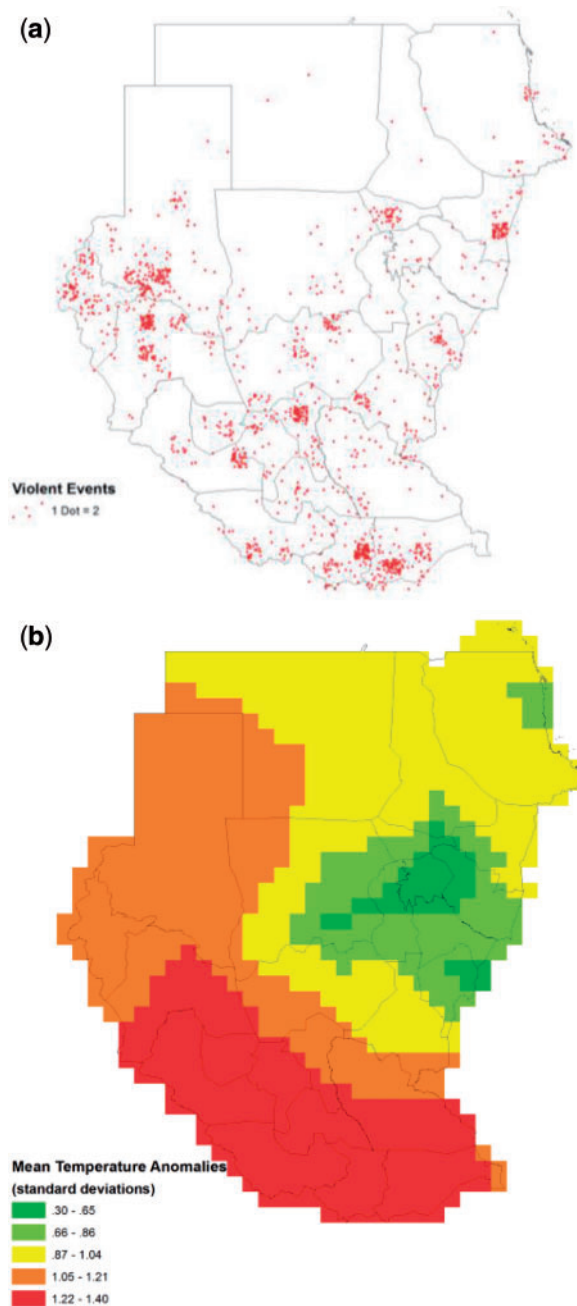 (a)
Violent Events
1 Dot = 2
(b)
Mean Temperature Anomalies
(standard deviations)
.30 - .65
.66 - .86
.87 - 1.04
1.05 - 1.21
1.22 - 1.40